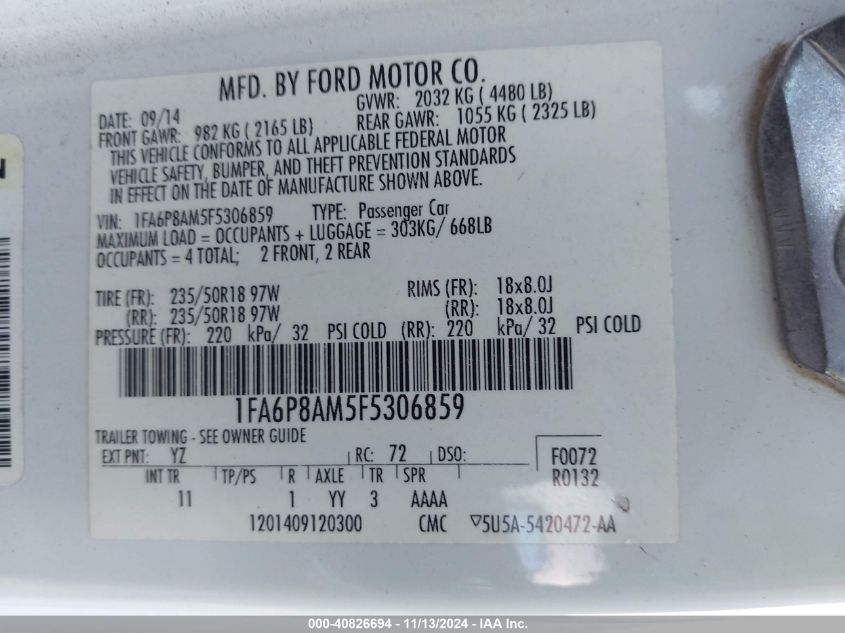 MFD. BY FORD MOTOR CO.
DATE: 09/14 GVWR: 2032 KG ( 4480 LB)
FRONT GAWR: 982 KG ( 2165 LB) REAR GAWR: 1055 KG ( 2325 LB)
THIS VEHICLE CONFORMS TO ALL APPLICABLE FEDERAL MOTOR
VEHICLE SAFETY, BUMPER, AND THEFT PREVENTION STANDARDS
IN EFFECT ON THE DATE OF MANUFACTURE SHOWN ABOVE.
VIN: 1FA6P8AM5F5306859 TYPE: Passenger Car
MAXIMUM LOAD = OCCUPANTS + LUGGAGE = 303KG/ 668LB
OCCUPANTS = 4 TOTAL; 2 FRONT, 2 REAR
TIRE (FR): 235/50R18 97W RIMS (FR): 18x8.0J
(RR): 235/50R18 97W (RR): 18x8.0J
PRESSURE (FR): 220 kPa/ 32 PSI COLD (RR): 220 kPa/ 32 PSI COLD
1FA6P8AM5F5306859
TRAILER TOWING - SEE OWNER GUIDE
EXT PNT: YZ RC: 72 DSO: F0072
INT TR TP/PS R AXLE TR SPR R0132
11 1 YY 3 AAAA
1201409120300 CMC ▽5U5A-5420472-AA
N
000-40826694 - 11/13/2024 - IAA Inc.